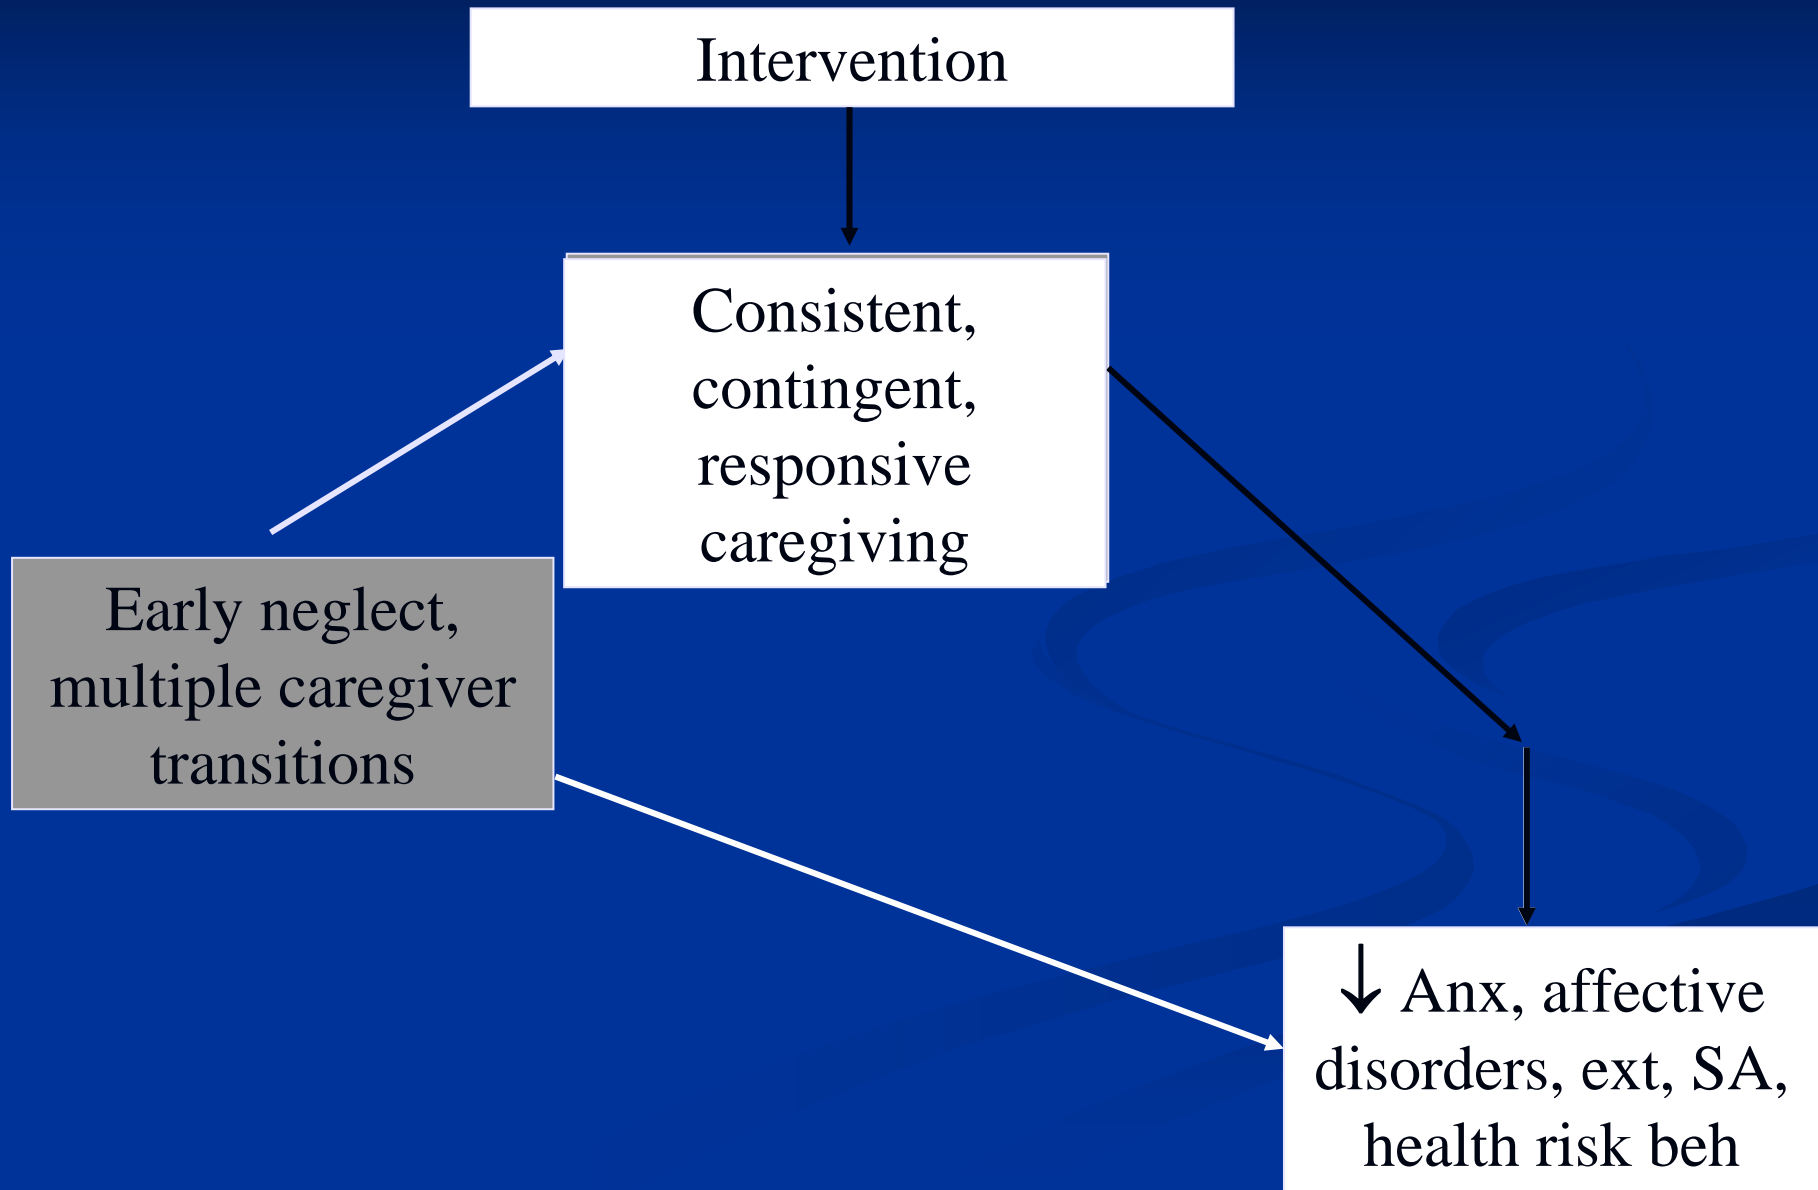 Intervention
Consistent,
contingent,
responsive
caregiving
Early neglect,
multiple caregiver
transitions
↓ Anx, affective
disorders, ext, SA,
health risk beh